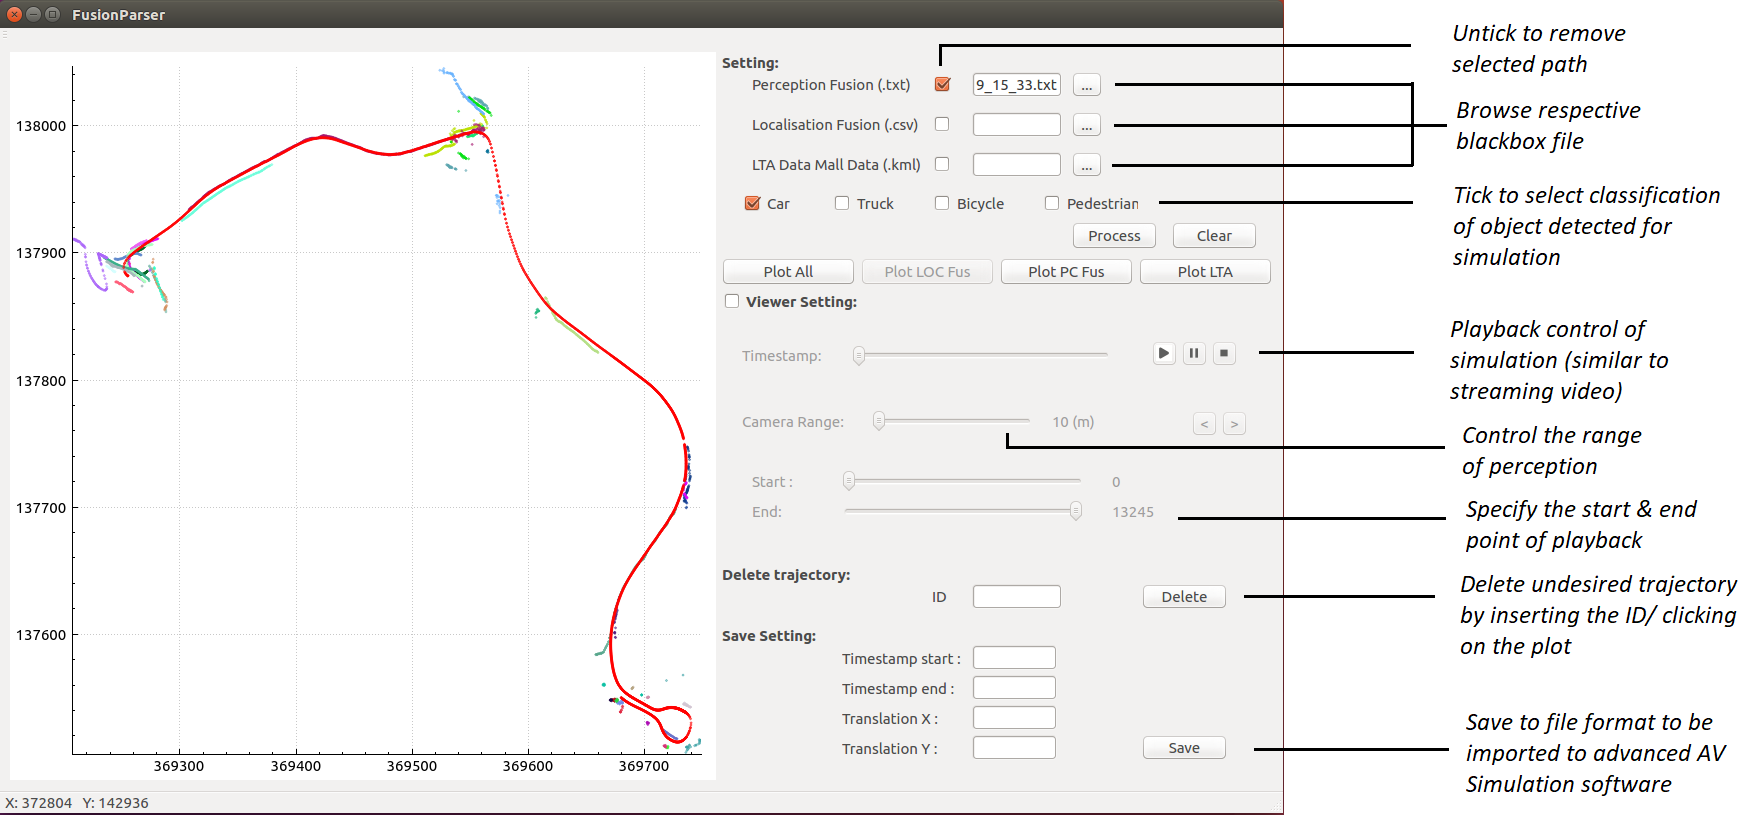 FusionParser
Untick to remove
selected path
Setting:
Perception Fusion (.txt) 9_15_33.txt ...
Browse respective
blackbox file
Localisation Fusion (.csv) ...
LTA Data Mall Data (.kml) ...
Car Truck Bicycle Pedestrian
Tick to select classification
of object detected for
simulation
Process Clear
Plot All Plot LOC Fus Plot PC Fus Plot LTA
Viewer Setting:
Timestamp:
Playback control of
simulation (similar to
streaming video)
Camera Range: 10 (m) < >
Control the range
of perception
Start : 0
End: 13245
Specify the start & end
point of playback
Delete trajectory:
ID Delete
Delete undesired trajectory
by inserting the ID/ clicking
on the plot
Save Setting:
Timestamp start :
Timestamp end :
Translation X :
Translation Y : Save
Save to file format to be
imported to advanced AV
Simulation software
138000
137900
137800
137700
137600
369300 369400 369500 369600 369700
X: 372804 Y: 142936